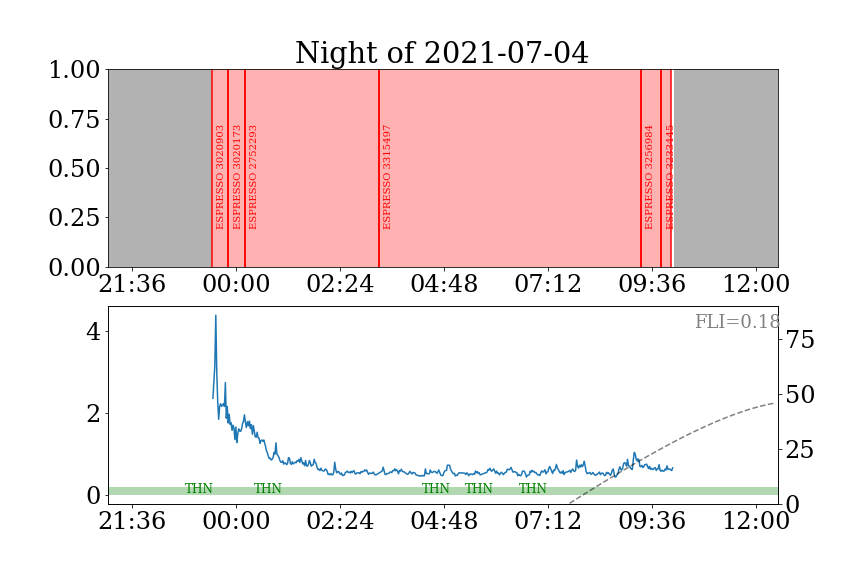 Night of 2021-07-04
1.00
0.75
0.50
0.25
0.00
ESPRESSO 3020903
ESPRESSO 3020173
ESPRESSO 2752293
ESPRESSO 3315497
ESPRESSO 3256984
ESPRESSO 3233445
21:36 00:00 02:24 04:48 07:12 09:36 12:00
FLI=0.18
4
2
0
75
50
25
0
THN THN THN THN THN
21:36 00:00 02:24 04:48 07:12 09:36 12:00